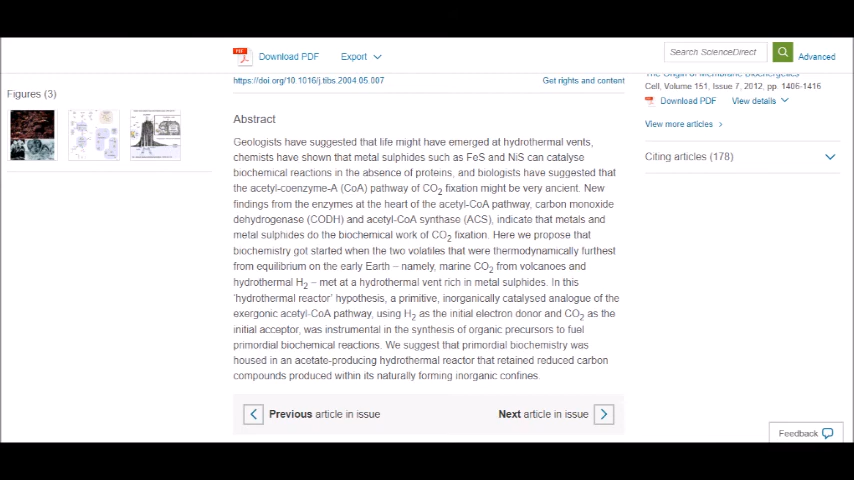 PDF
Download PDF
Export
Search ScienceDirect
Advanced
Figures (3)
https://doi.org/10.1016/j.tibs.2004.05.007
Get rights and content
The Origin of Membrane Bioenergetics
Cell, Volume 151, Issue 7, 2012, pp. 1406-1416
Download PDF
View details
View more articles
Citing articles (178)
Abstract
Geologists have suggested that life might have emerged at hydrothermal vents,
chemists have shown that metal sulphides such as FeS and NiS can catalyse
biochemical reactions in the absence of proteins, and biologists have suggested that
the acetyl-coenzyme-A (CoA) pathway of CO2 fixation might be very ancient. New
findings from the enzymes at the heart of the acetyl-CoA pathway, carbon monoxide
dehydrogenase (CODH) and acetyl-CoA synthase (ACS), indicate that metals and
metal sulphides do the biochemical work of CO2 fixation. Here we propose that
biochemistry got started when the two volatiles that were thermodynamically furthest
from equilibrium on the early Earth – namely, marine CO2 from volcanoes and
hydrothermal H2 – met at a hydrothermal vent rich in metal sulphides. In this
'hydrothermal reactor' hypothesis, a primitive, inorganically catalysed analogue of the
exergonic acetyl-CoA pathway, using H2 as the initial electron donor and CO2 as the
initial acceptor, was instrumental in the synthesis of organic precursors to fuel
primordial biochemical reactions. We suggest that primordial biochemistry was
housed in an acetate-producing hydrothermal reactor that retained reduced carbon
compounds produced within its naturally forming inorganic confines.
Previous article in issue
Next article in issue
Feedback